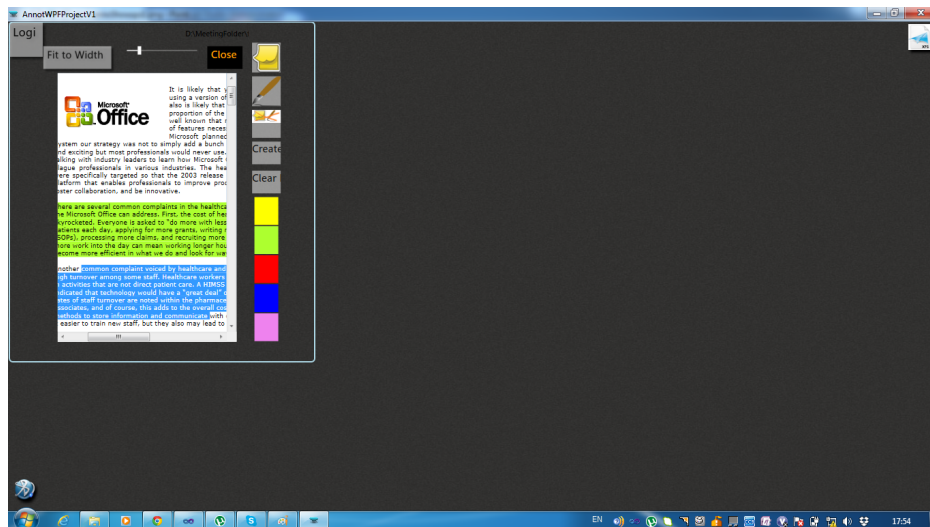 AnnotWPFProjectV1
Logi
D:\MeetingFolder\
Fit to Width
Close
Microsoft
Office
It is likely that y
using a version of
also is likely that
proportion of the
well known that
of features neces
Microsoft planned
ystem our strategy was not to simply add a bunch
nd exciting but most professionals would never use.
alking with industry leaders to learn how Microsoft
lague professionals in various industries. The hea
ere specifically targeted so that the 2003 release
latform that enables professionals to improve prod
oster collaboration, and be innovative.
here are several common complaints in the healthca
he Microsoft Office can address. First, the cost of hea
kyrocketed. Everyone is asked to "do more with less
atients each day, applying for more grants, writing
SOPs), processing more claims, and recruiting more
ore work into the day can mean working longer hou
ecome more efficient in what we do and look for wa
nother common complaint voiced by healthcare and
igh turnover among some staff. Healthcare workers
activities that are not direct patient care. A HIMSS
dicated that technology would have a "great deal"
ates of staff turnover are noted within the pharmace
ssociates, and of course, this adds to the overall cos
ethods to store information and communicate with
easier to train new staff, but they also may lead to
Create
Clear
EN
17:54